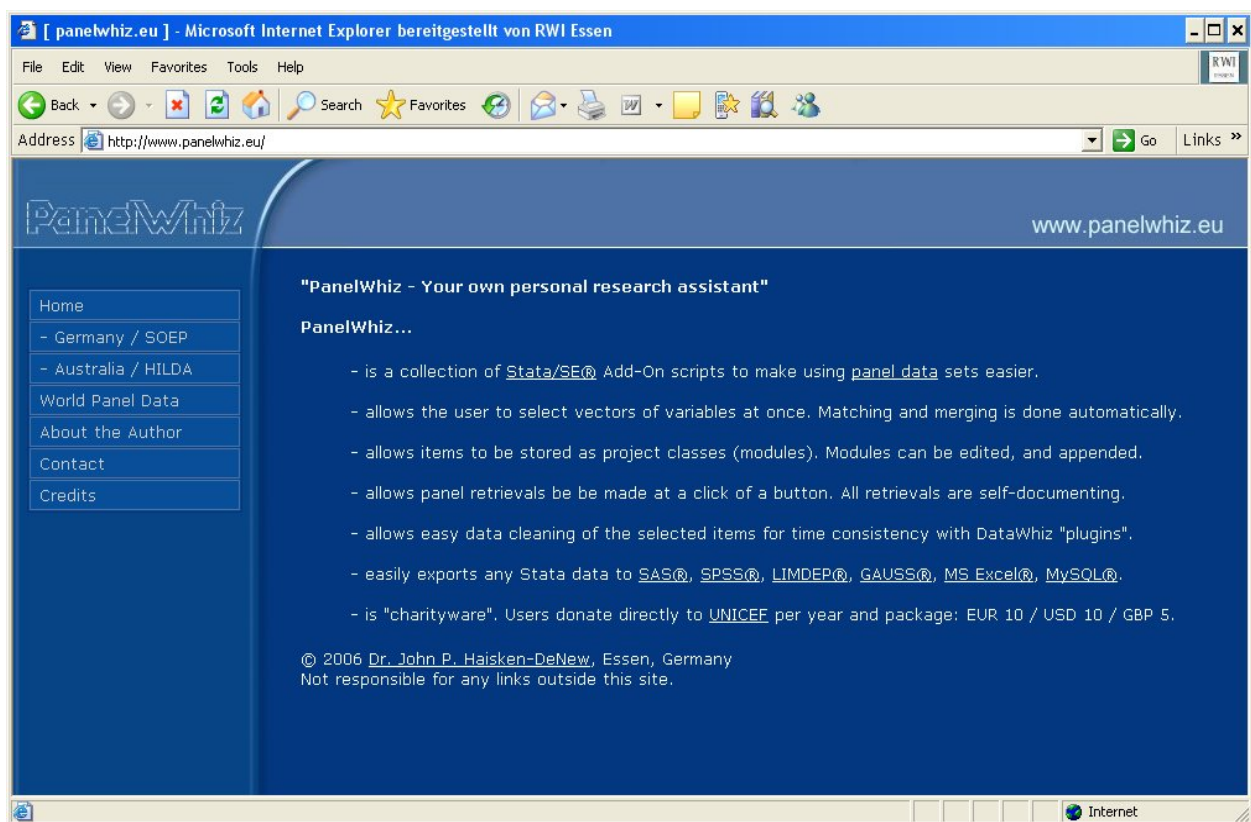 [ panelwhiz.eu ] - Microsoft Internet Explorer bereitgestellt von RWI Essen
File Edit View Favorites Tools Help
RWI
ESSEN
Back Search Favorites
Address http://www.panelwhiz.eu/ Go Links »
PanelWhiz
www.panelwhiz.eu
Home
- Germany / SOEP
- Australia / HILDA
World Panel Data
About the Author
Contact
Credits
"PanelWhiz - Your own personal research assistant"
PanelWhiz...
- is a collection of Stata/SE® Add-On scripts to make using panel data sets easier.
- allows the user to select vectors of variables at once. Matching and merging is done automatically.
- allows items to be stored as project classes (modules). Modules can be edited, and appended.
- allows panel retrievals be be made at a click of a button. All retrievals are self-documenting.
- allows easy data cleaning of the selected items for time consistency with DataWhiz "plugins".
- easily exports any Stata data to SAS®, SPSS®, LIMDEP®, GAUSS®, MS Excel®, MySQL®.
- is "charityware". Users donate directly to UNICEF per year and package: EUR 10 / USD 10 / GBP 5.
© 2006 Dr. John P. Haisken-DeNew, Essen, Germany
Not responsible for any links outside this site.
Internet